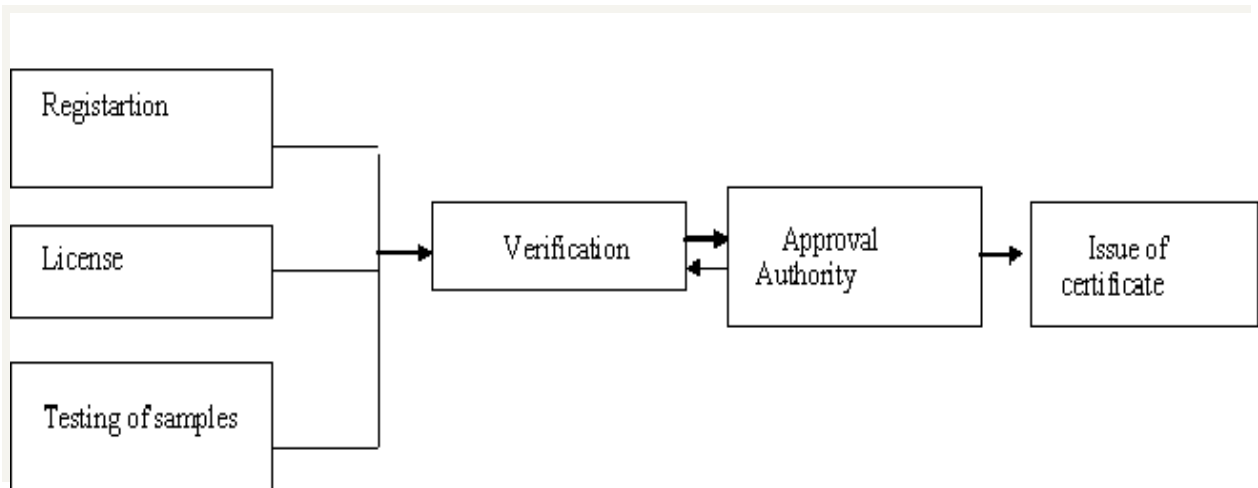 Registartion
License
Testing of samples
Verification
Approval
Authority
Issue of
certificate